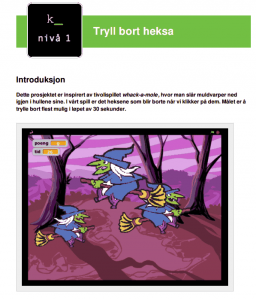 k_
nivå 1
Tryll bort heksa
Introduksjon
Dette prosjektet er inspirert av tivolispillet whack-a-mole, hvor man slår muldvarper ned
igjen i hullene sine. I vårt spill er det heksene som blir borte når vi klikker på dem. Målet er å
trylle bort flest mulig i løpet av 30 sekunder.
poeng
tid